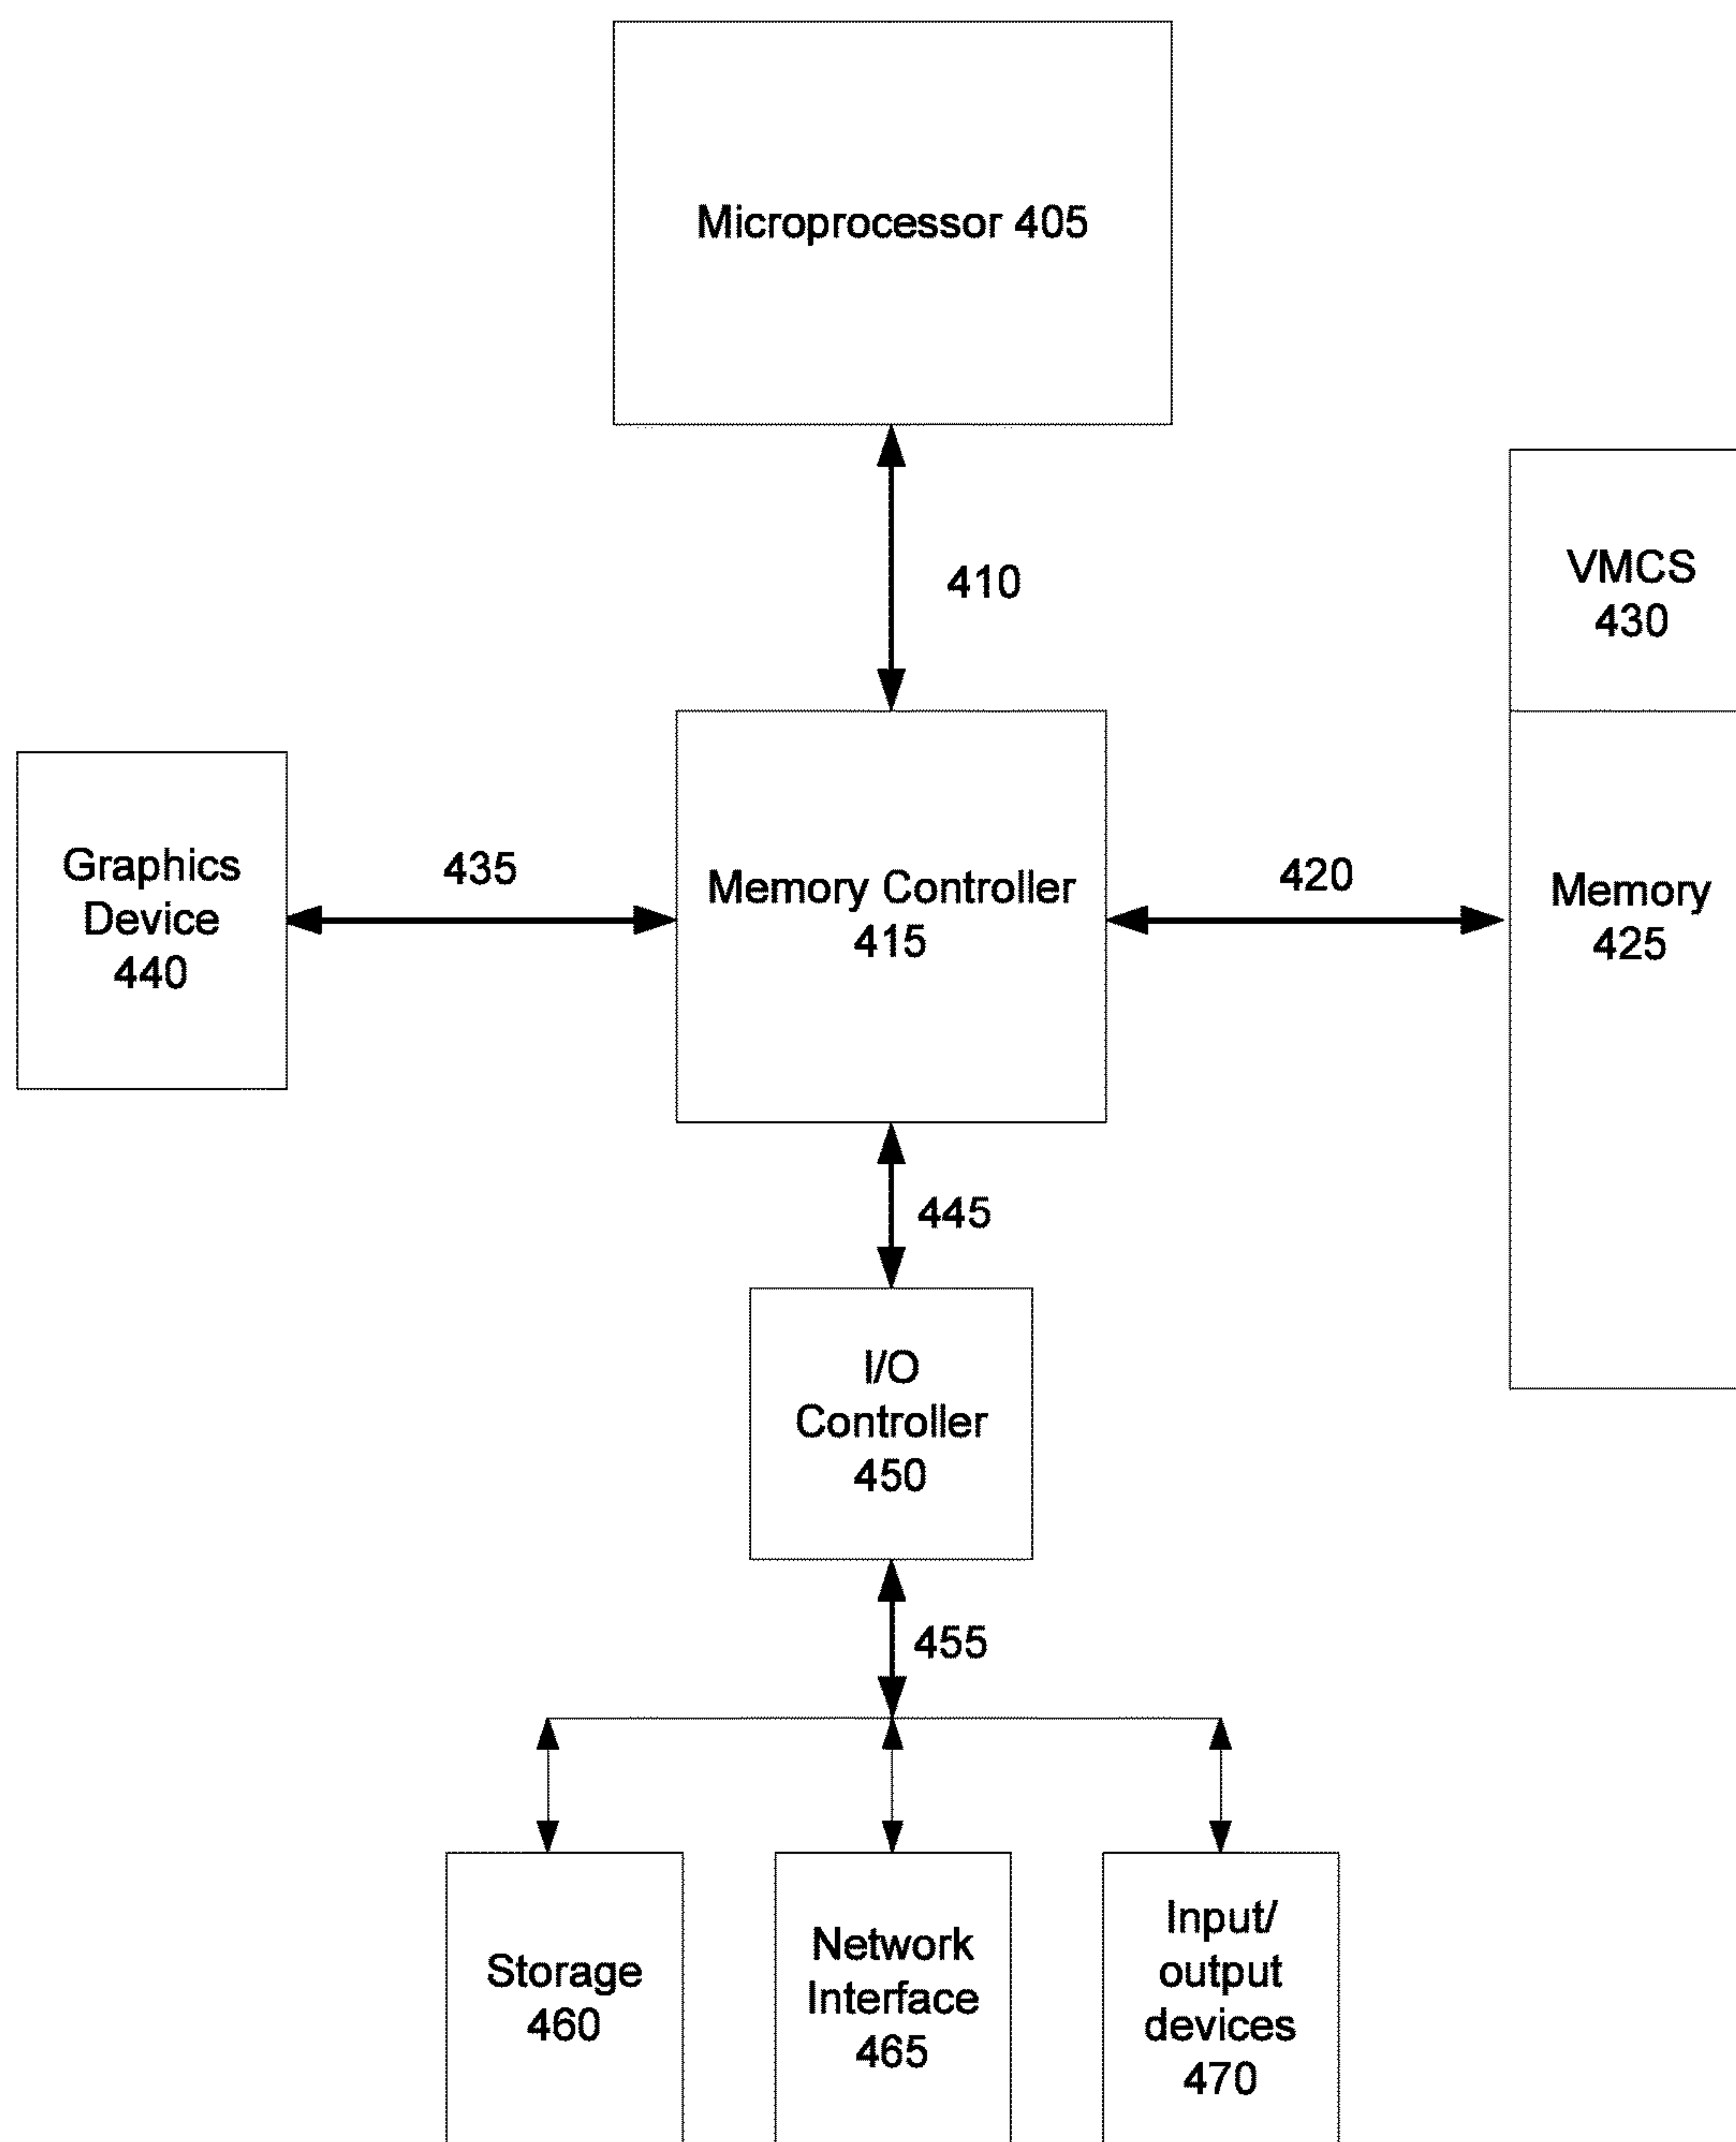 Microprocessor 405
410
VMCS
430
Graphics
Device
440
435
Memory Controller
415
420
Memory
425
445
I/O
Controller
450
455
Storage
460
Network
Interface
465
Input/
output
devices
470